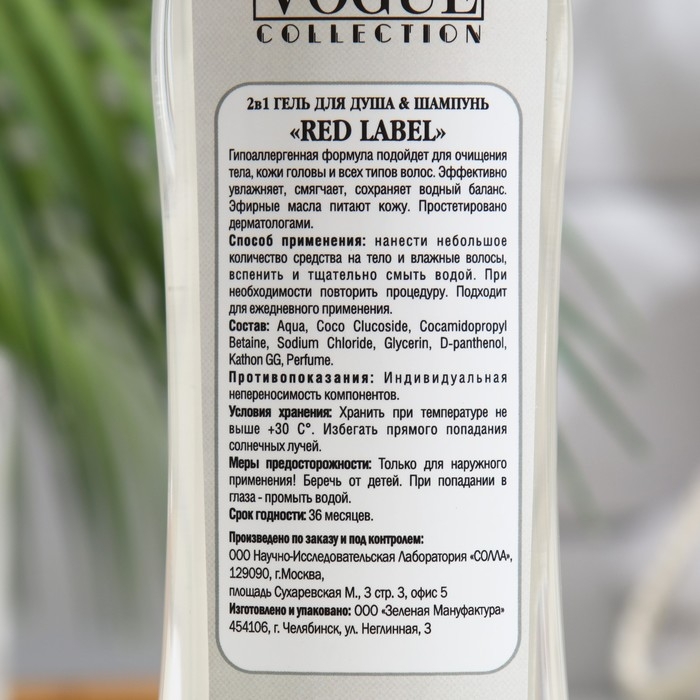 VOGUE
COLLECTION
2в1 ГЕЛЬ ДЛЯ ДУША & ШАМПУНЬ
«RED LABEL»
Гипоаллергенная формула подойдет для очищения
тела, кожи головы и всех типов волос. Эффективно
увлажняет, смягчает, сохраняет водный баланс.
Эфирные масла питают кожу. Простетировано
дерматологами.
Способ применения: нанести небольшое
количество средства на тело и влажные волосы,
вспенить и тщательно смыть водой. При
необходимости повторить процедуру. Подходит
для ежедневного применения.
Состав: Aqua, Coco Clucoside, Cocamidopropyl
Betaine, Sodium Chloride, Glycerin, D-panthenol,
Kathon GG, Perfume.
Противопоказания: Индивидуальная
непереносимость компонентов.
Условия хранения: Хранить при температуре не
выше +30 С°. Избегать прямого попадания
солнечных лучей.
Меры предосторожности: Только для наружного
применения! Беречь от детей. При попадании в
глаза - промыть водой.
Срок годности: 36 месяцев.
Произведено по заказу и под контролем:
ООО Научно-Исследовательская Лаборатория «СОЛЛА»,
129090, г.Москва,
площадь Сухаревская М., 3 стр. 3, офис 5
Изготовлено и упаковано: ООО «Зеленая Мануфактура»
454106, г. Челябинск, ул. Неглинная, 3